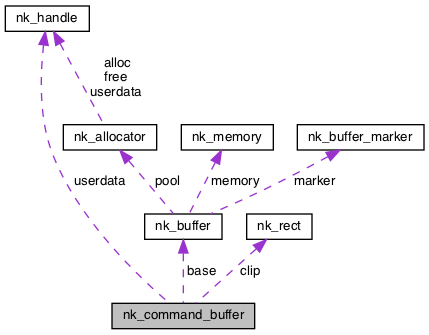 nk_handle
alloc
free
userdata
nk_allocator
nk_memory
nk_buffer_marker
userdata
pool
memory
marker
nk_buffer
nk_rect
base
clip
nk_command_buffer